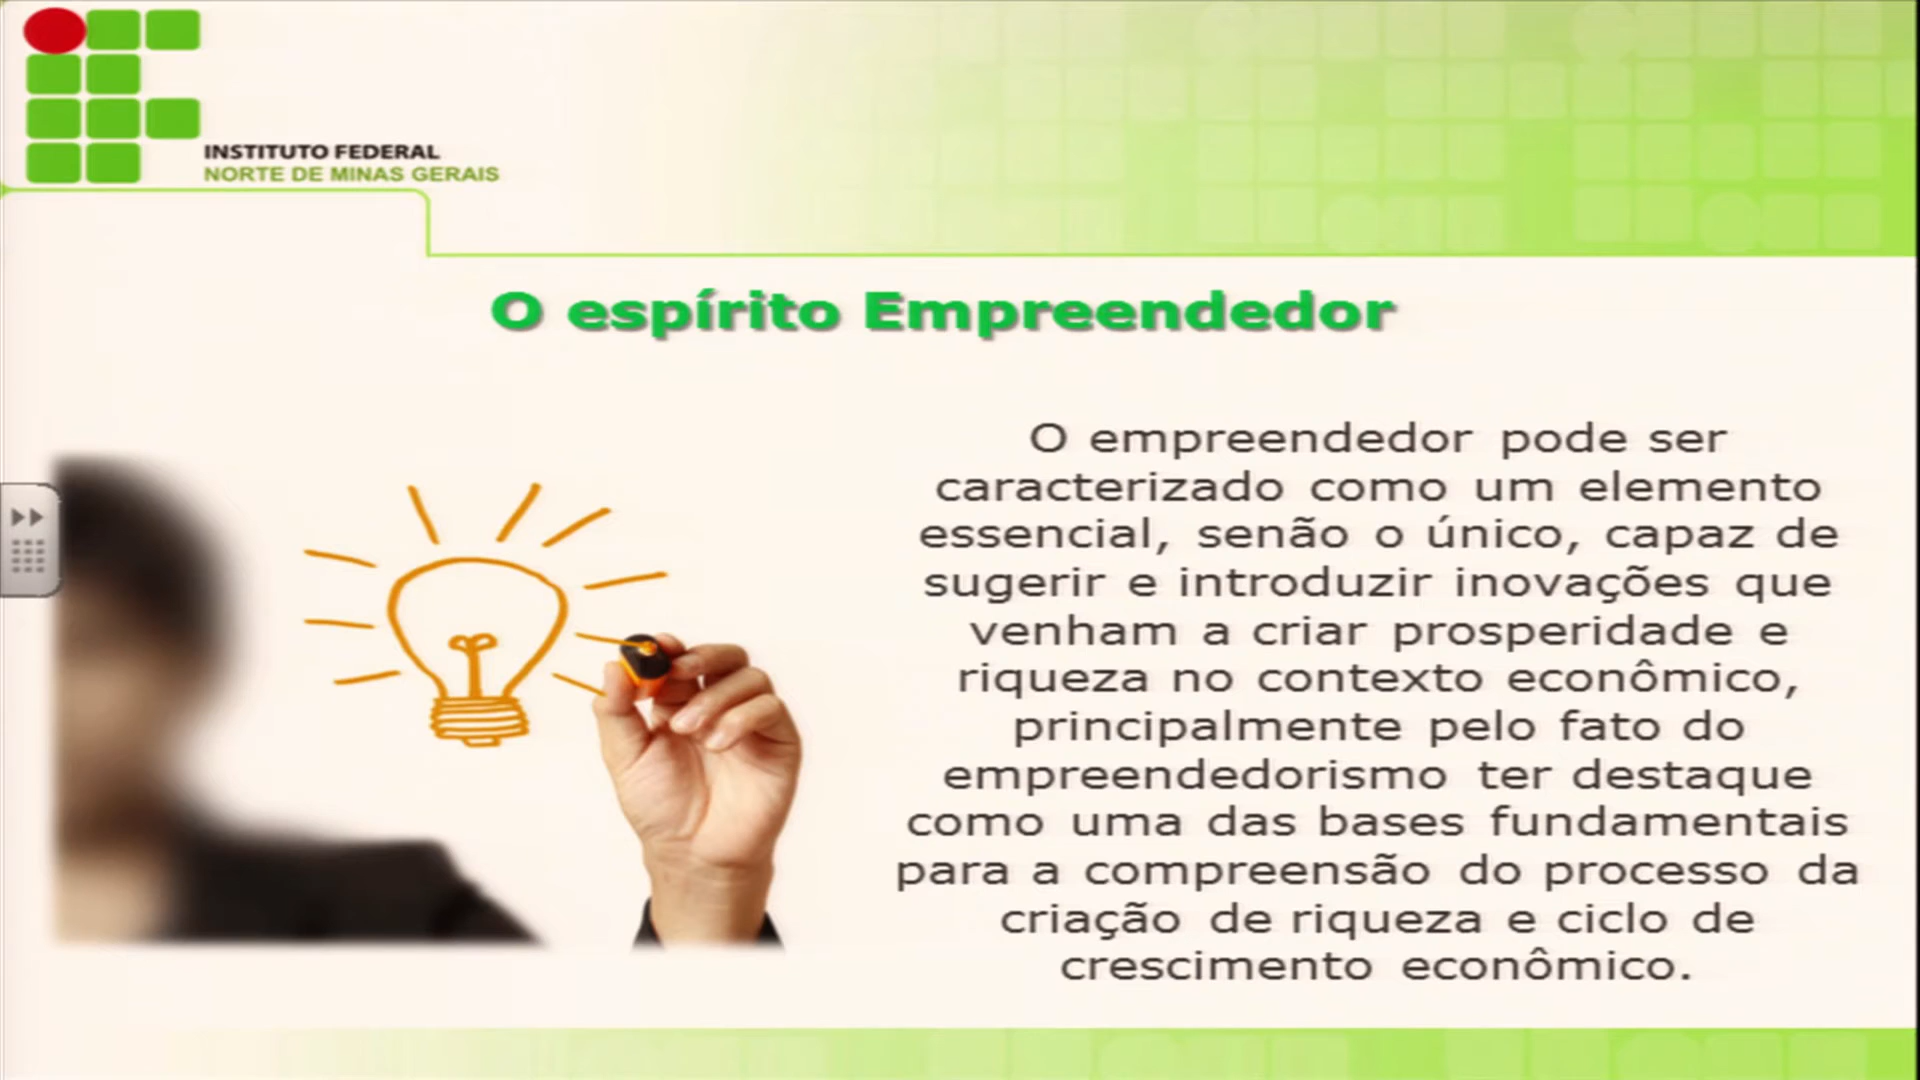 INSTITUTO FEDERAL
NORTE DE MINAS GERAIS
O espírito Empreendedor
O empreendedor pode ser
caracterizado como um elemento
essencial, senão o único, capaz de
sugerir e introduzir inovações que
venham a criar prosperidade e
riqueza no contexto econômico,
principalmente pelo fato do
empreendedorismo ter destaque
como uma das bases fundamentais
para a compreensão do processo da
criação de riqueza e ciclo de
crescimento econômico.